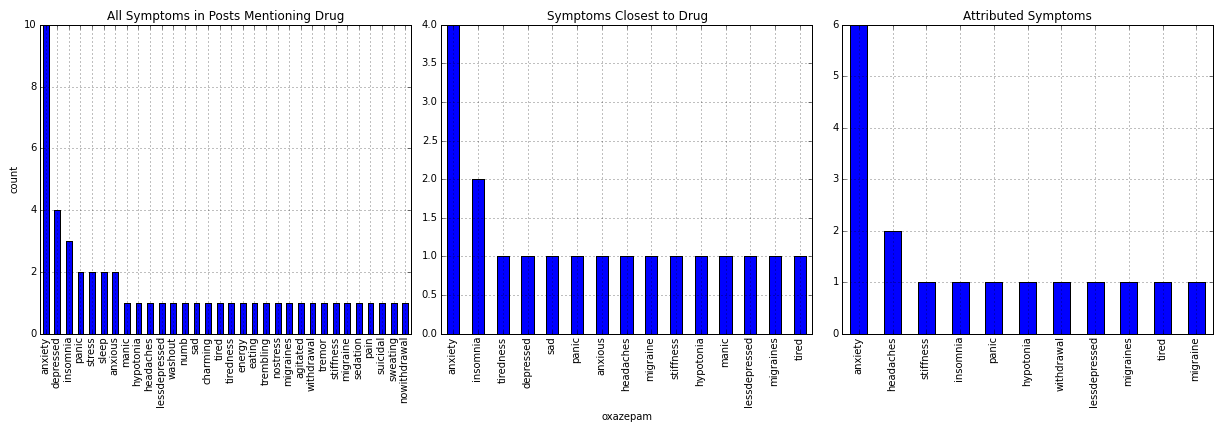 All Symptoms in Posts Mentioning Drug
count
10
8
6
4
2
0
anxiety
depressed
insomnia
panic
stress
sleep
anxious
manic
hypotonia
headaches
lessdepressed
washout
numb
sad
charming
tired
tiredness
energy
eating
trembling
nostress
migraines
agitated
withdrawal
tremor
stiffness
migraine
sedation
pain
suicidal
sweating
nowithdrawal
Symptoms Closest to Drug
4.0
3.5
3.0
2.5
2.0
1.5
1.0
0.5
0.0
anxiety
insomnia
tiredness
depressed
sad
panic
anxious
headaches
migraine
stiffness
hypotonia
manic
lessdepressed
migraines
tired
oxazepam
Attributed Symptoms
6
5
4
3
2
1
0
anxiety
headaches
stiffness
insomnia
panic
hypotonia
withdrawal
lessdepressed
migraines
tired
migraine